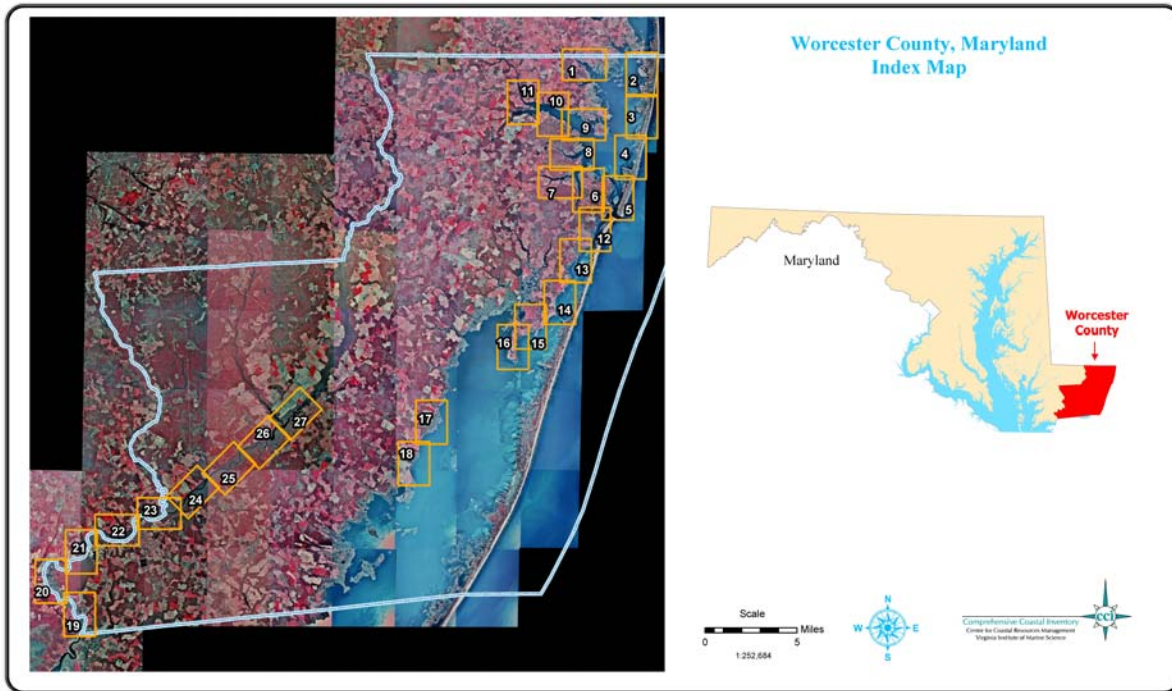 Worcester County, Maryland
Index Map
1
2
11
10
3
9
4
8
7
6
5
12
13
14
16
15
17
18
27
26
25
24
23
22
21
20
19
Maryland
Worcester
County
Scale
0
5
Miles
1:252,684
N
W
E
S
Comprehensive Coastal Inventory
Center for Coastal Resources Management
Virginia Institute of Marine Science
cci